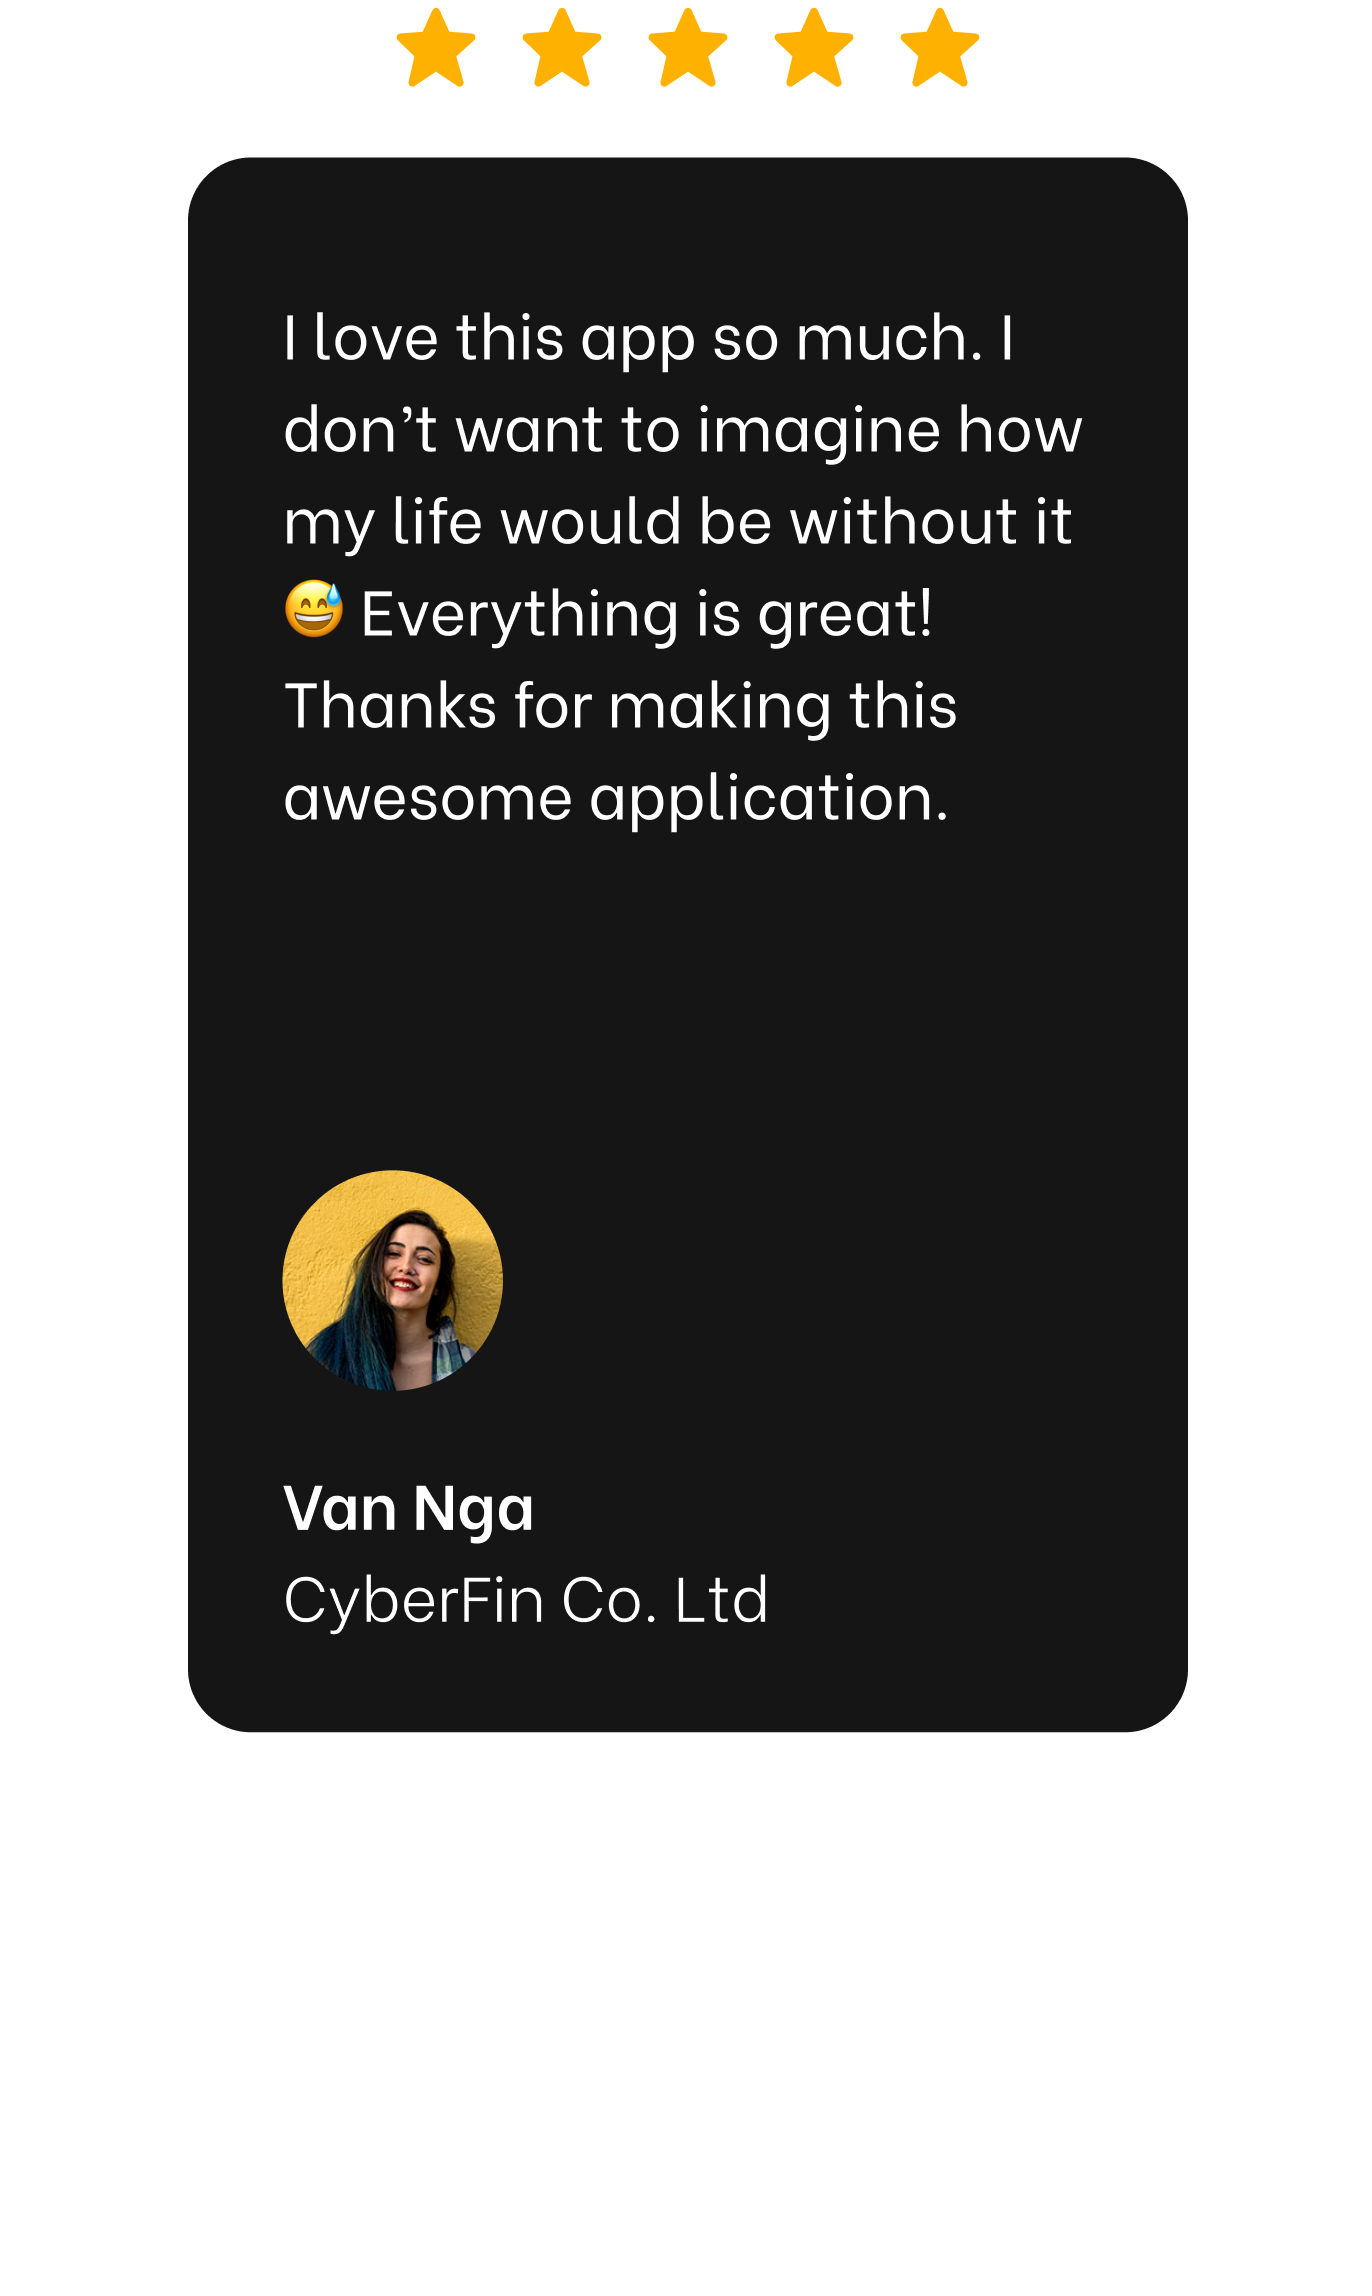 I love this app so much. I
don’t want to imagine how
my life would be without it
😅 Everything is great!
Thanks for making this
awesome application.
Van Nga
CyberFin Co. Ltd